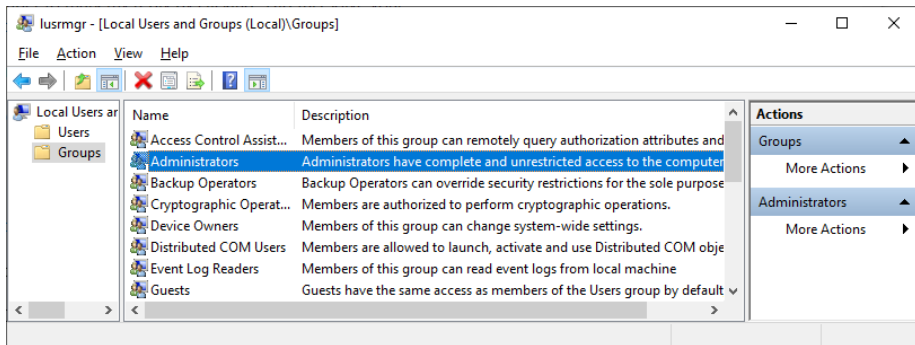 lusrmgr - [Local Users and Groups (Local)\Groups]
File Action View Help
Local Users ar
Users
Groups
Name Description
Access Control Assist... Members of this group can remotely query authorization attributes and
Administrators Administrators have complete and unrestricted access to the computer
Backup Operators Backup Operators can override security restrictions for the sole purpose
Cryptographic Operat... Members are authorized to perform cryptographic operations.
Device Owners Members of this group can change system-wide settings.
Distributed COM Users Members are allowed to launch, activate and use Distributed COM obje
Event Log Readers Members of this group can read event logs from local machine
Guests Guests have the same access as members of the Users group by default
Actions
Groups
More Actions
Administrators
More Actions